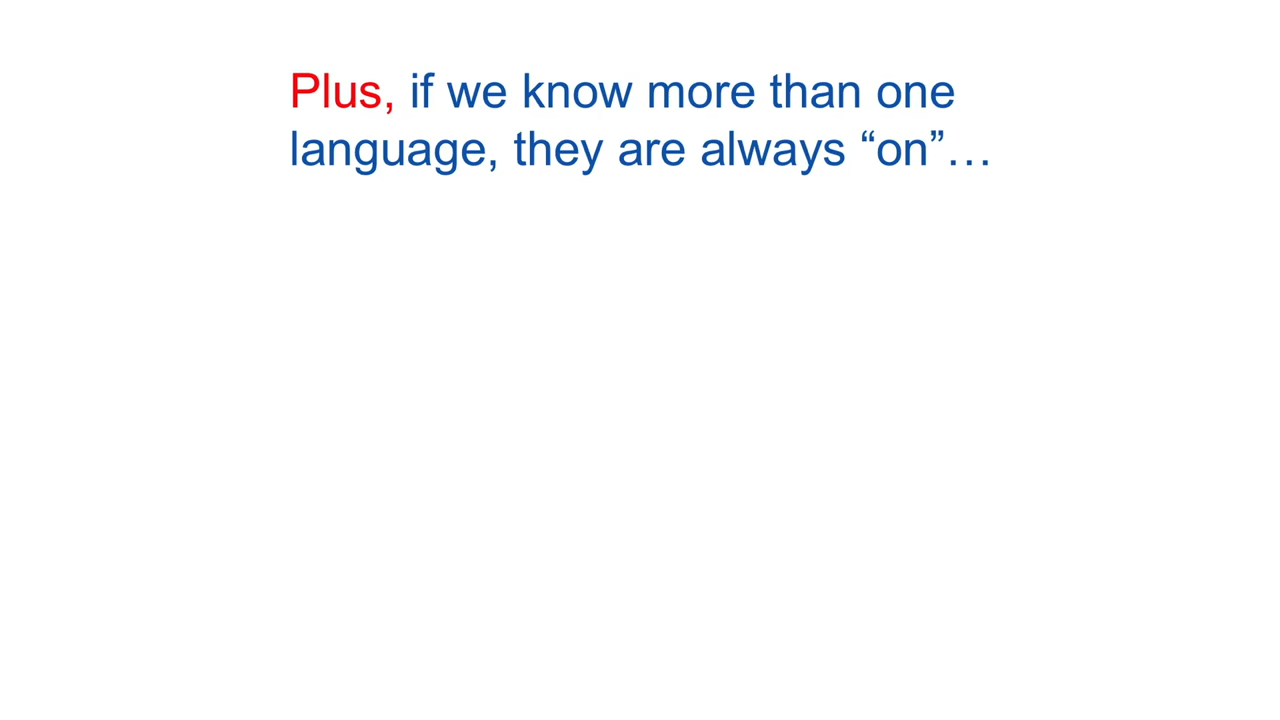 Plus, if we know more than one
language, they are always “on”…